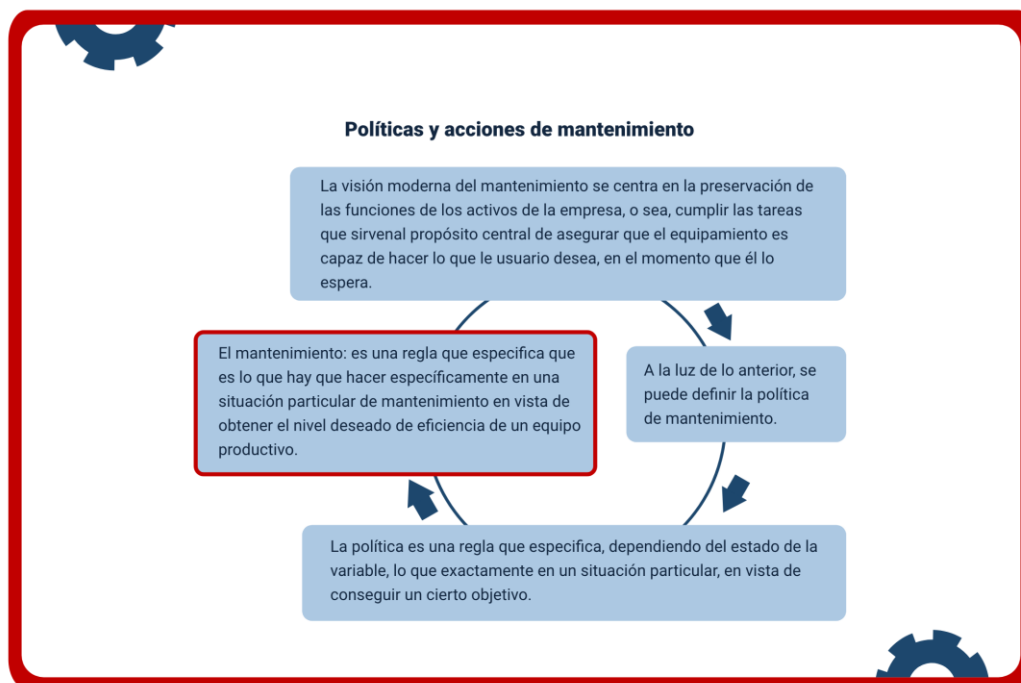 Políticas y acciones de mantenimiento
La visión moderna del mantenimiento se centra en la preservación de
las funciones de los activos de la empresa, o sea, cumplir las tareas
que sirvenal propósito central de asegurar que el equipamiento es
capaz de hacer lo que le usuario desea, en el momento que él lo
espera.
A la luz de lo anterior, se
puede definir la política
de mantenimiento.
La política es una regla que especifica, dependiendo del estado de la
variable, lo que exactamente en un situación particular, en vista de
conseguir un cierto objetivo.
El mantenimiento: es una regla que especifica que
es lo que hay que hacer específicamente en una
situación particular de mantenimiento en vista de
obtener el nivel deseado de eficiencia de un equipo
productivo.